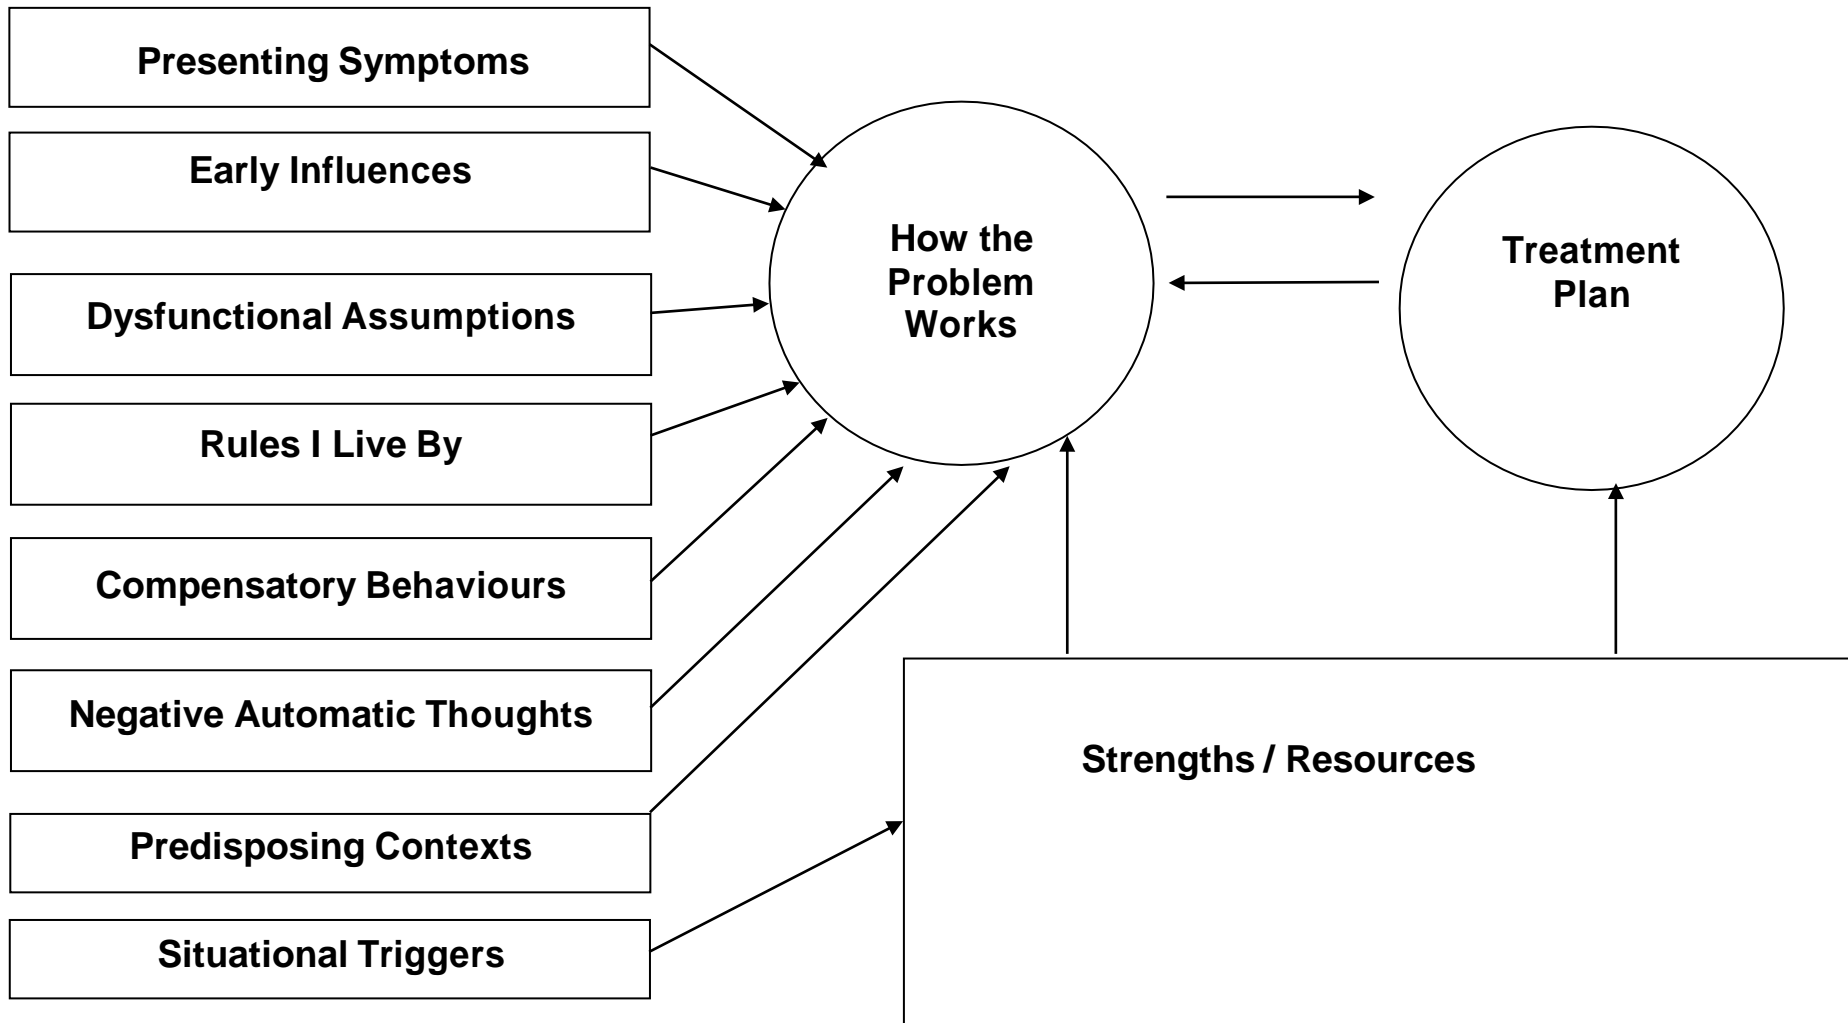 Presenting Symptoms
Early Influences
Dysfunctional Assumptions
Rules I Live By
Compensatory Behaviours
Negative Automatic Thoughts
Predisposing Contexts
Situational Triggers
How the
Problem
Works
Treatment
Plan
Strengths / Resources